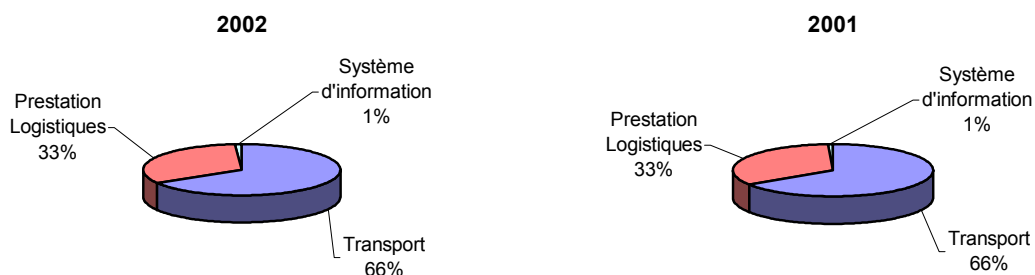 2002
Système
d'information
1%
Prestation
Logistiques
33%
Transport
66%
2001
Système
d'information
1%
Prestation
Logistiques
33%
Transport
66%